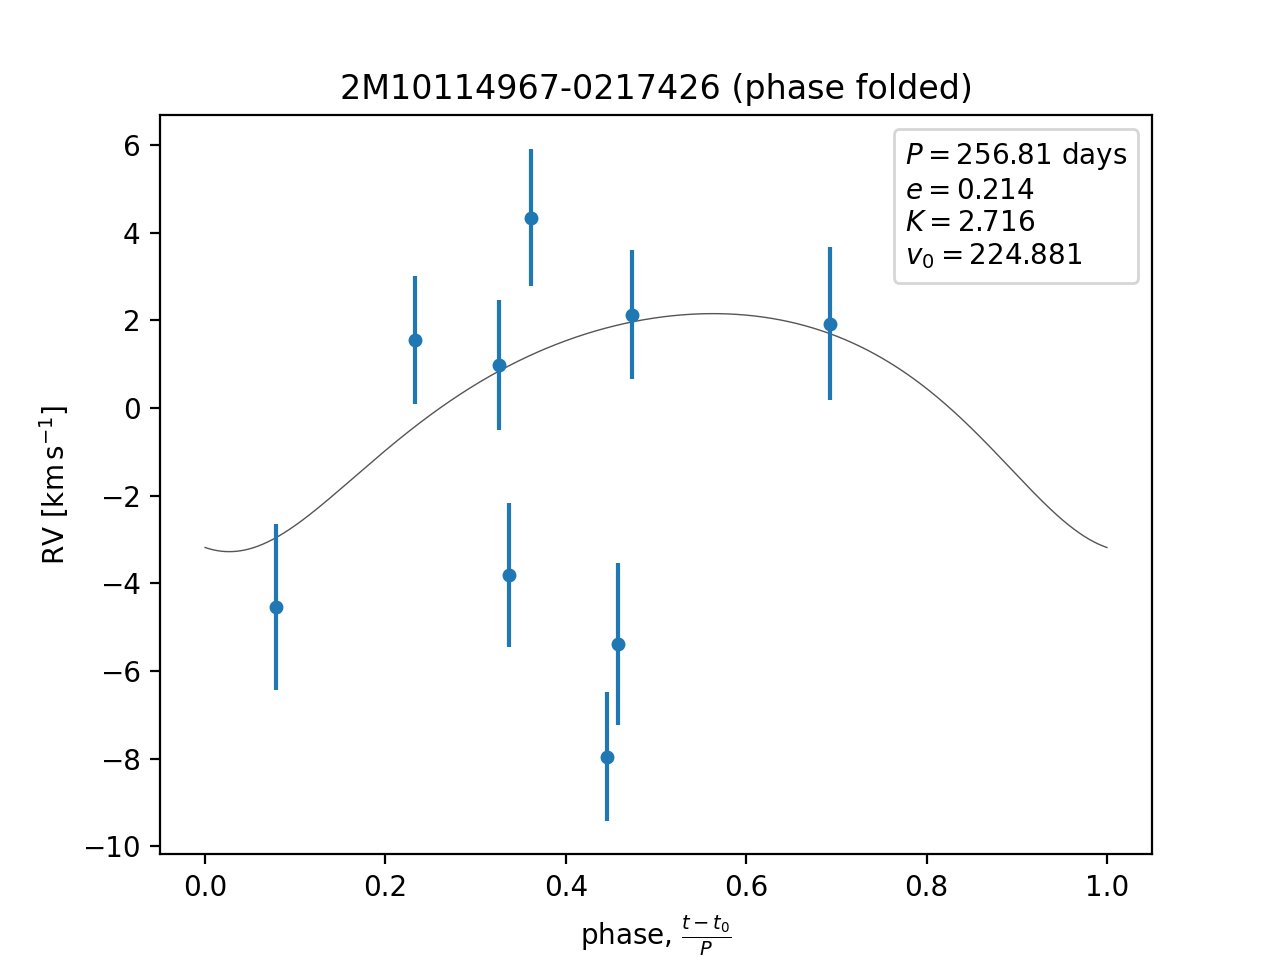 2M10114967-0217426 (phase folded)
P = 256.81 days
e = 0.214
K = 2.716
v₀ = 224.881
6
4
2
0
−2
−4
−6
−8
−10
RV [km s⁻¹]
0.0 0.2 0.4 0.6 0.8 1.0
phase, (t − t₀)/P